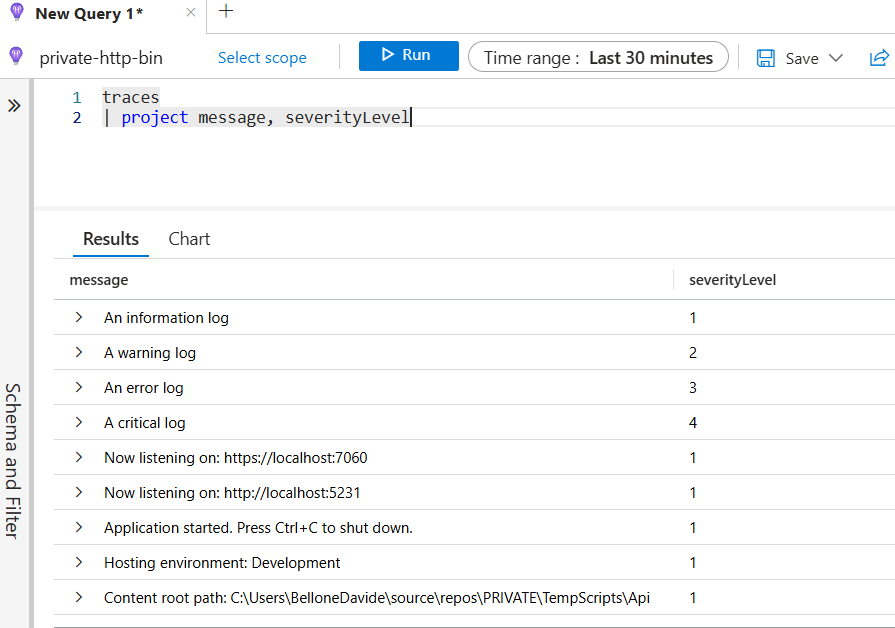 New Query 1*
private-http-bin
Select scope
Run
Time range : Last 30 minutes
Save
1 traces
2 | project message, severityLevel
Schema and Filter
Results Chart
message severityLevel
An information log 1
A warning log 2
An error log 3
A critical log 4
Now listening on: https://localhost:7060 1
Now listening on: http://localhost:5231 1
Application started. Press Ctrl+C to shut down. 1
Hosting environment: Development 1
Content root path: C:\Users\BelloneDavide\source\repos\PRIVATE\TempScripts\Api 1